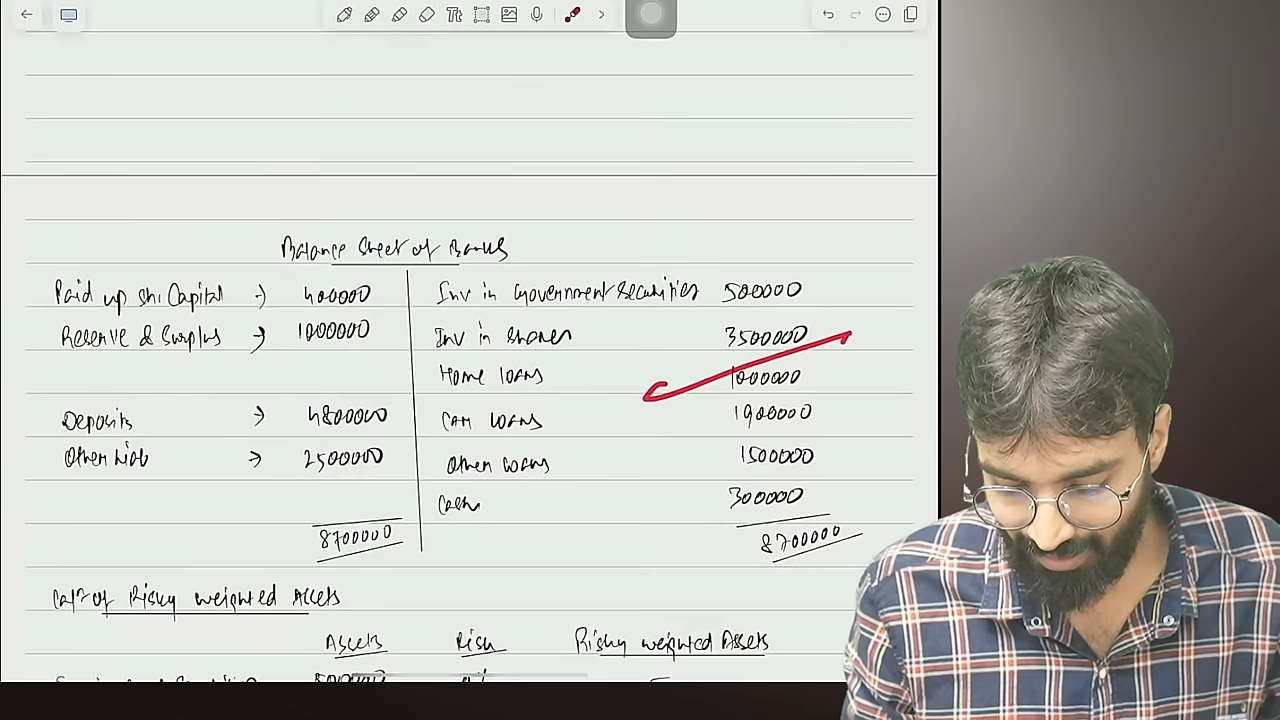 Balance Sheet of Banks
Paid up sh. Capital → 400000 Inv in Government Securities 500000
Reserve & Surplus → 1000000 Inv in shares 3500000
Home loans 1000000
Deposits → 4800000 Car loans 1900000
Other liab → 2500000 Other loans 1500000
Cash 300000
8700000 8700000
Calⁿ of Risky weighted Assets
Assets Risk Risky weighted Assets